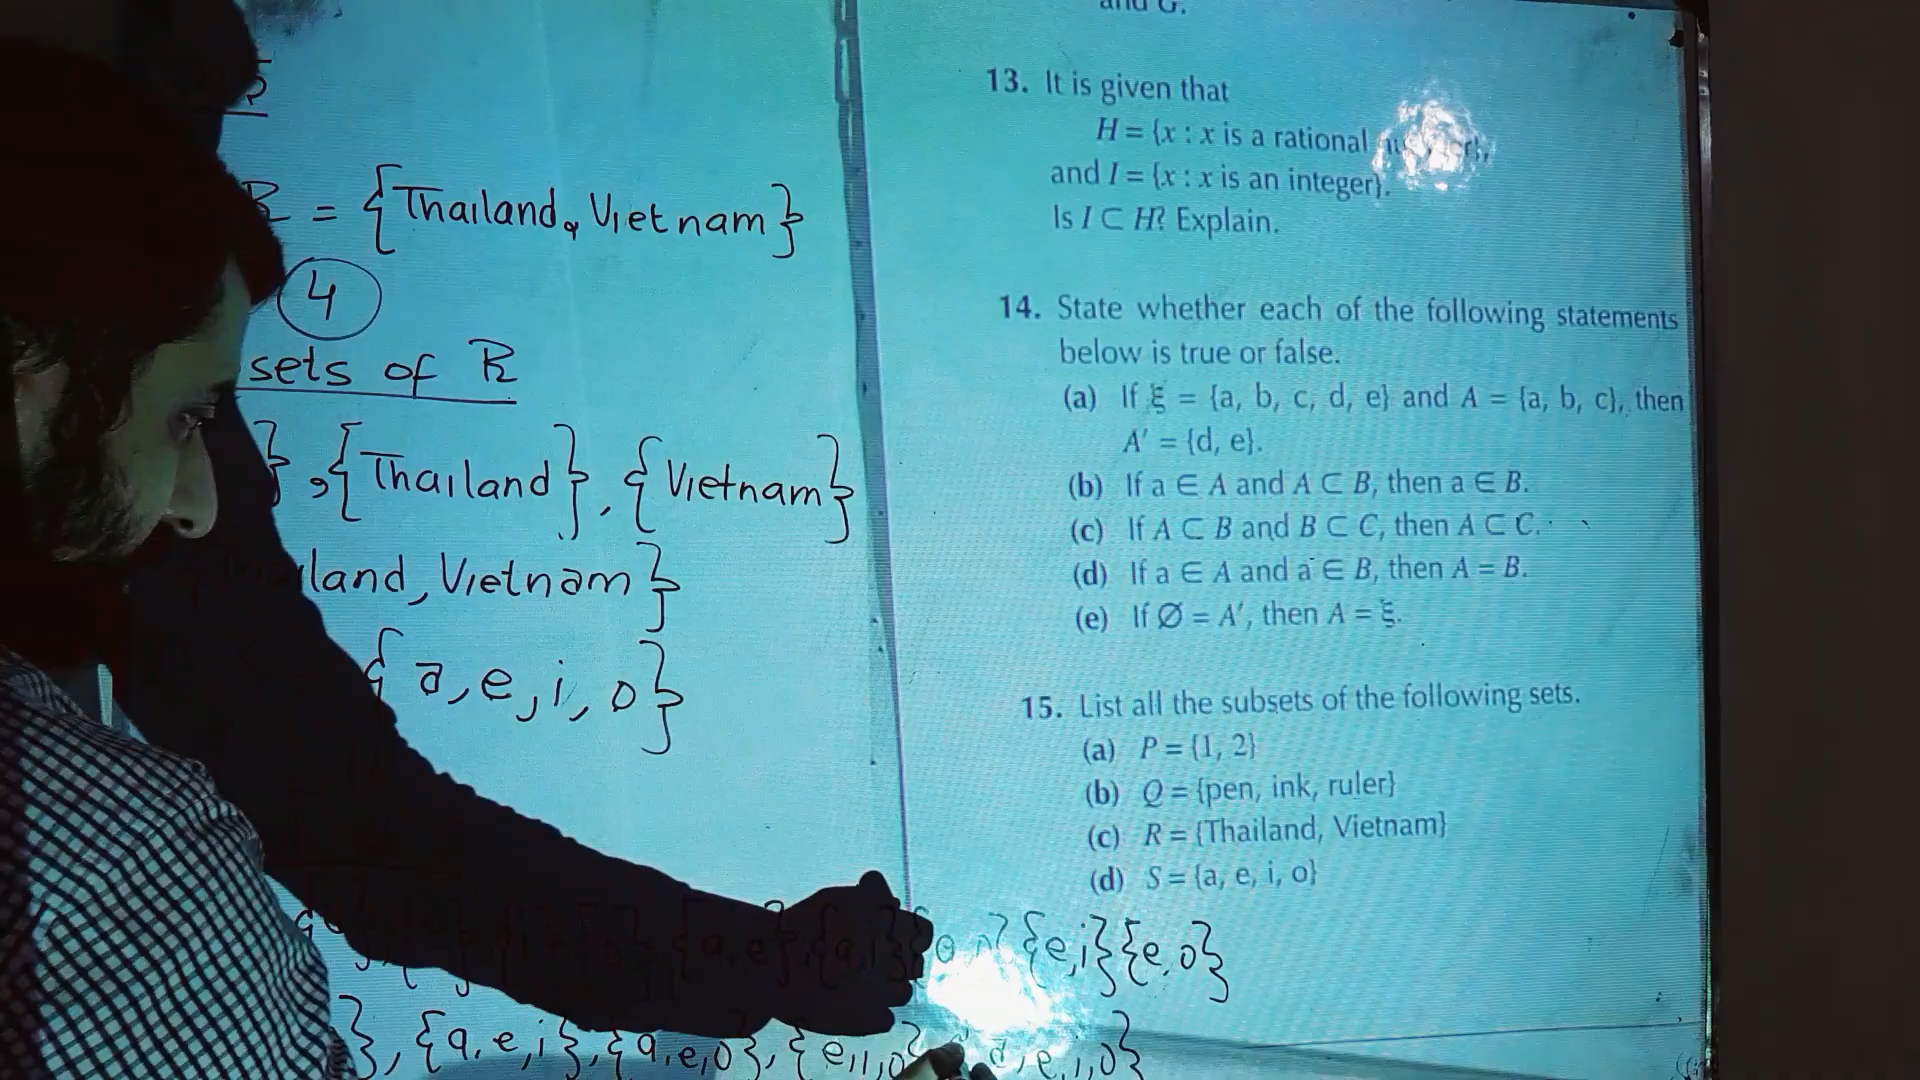 R = {Thailand, Vietnam}
4
sets of R
}, {Thailand}, {Vietnam}
land, Vietnam}
{a, e, i, o}
{e,i} {e,o}
}, {a,e,i}, {a,e,o}, {e,i,o} a,e,i,o}
and G.
13. It is given that
H = {x : x is a rational
and I = {x : x is an integer}.
Is I ⊂ H? Explain.
14. State whether each of the following statements
below is true or false.
(a) If ξ = {a, b, c, d, e} and A = {a, b, c}, then
A′ = {d, e}.
(b) If a ∈ A and A ⊂ B, then a ∈ B.
(c) If A ⊂ B and B ⊂ C, then A ⊂ C.
(d) If a ∈ A and a ∈ B, then A = B.
(e) If Ø = A′, then A = ξ.
15. List all the subsets of the following sets.
(a) P = {1, 2}
(b) Q = {pen, ink, ruler}
(c) R = {Thailand, Vietnam}
(d) S = {a, e, i, o}